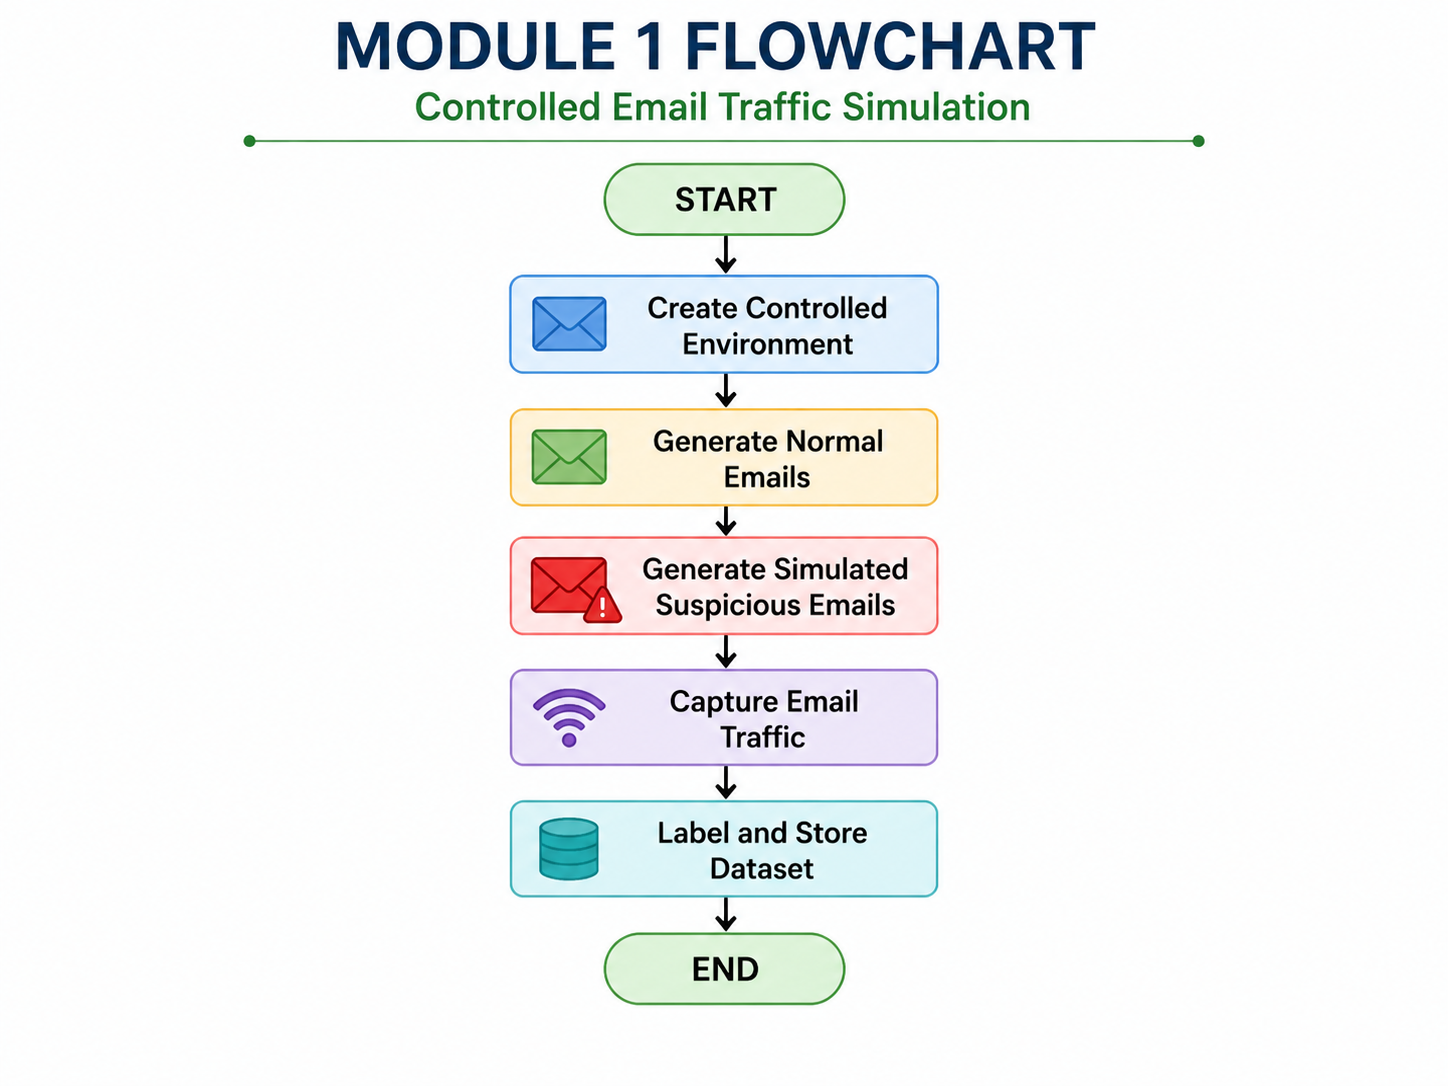 MODULE 1 FLOWCHART
Controlled Email Traffic Simulation
START
Create Controlled
Environment
Generate Normal
Emails
Generate Simulated
Suspicious Emails
!
Capture Email
Traffic
Label and Store
Dataset
END